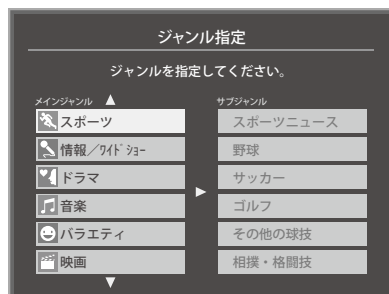 ジャンル指定
ジャンルを指定してください。
メインジャンル
サブジャンル
スポーツ
スポーツニュース
情報／ﾜｲﾄﾞｼｮｰ
野球
ドラマ
サッカー
音楽
ゴルフ
バラエティ
その他の球技
映画
相撲・格闘技